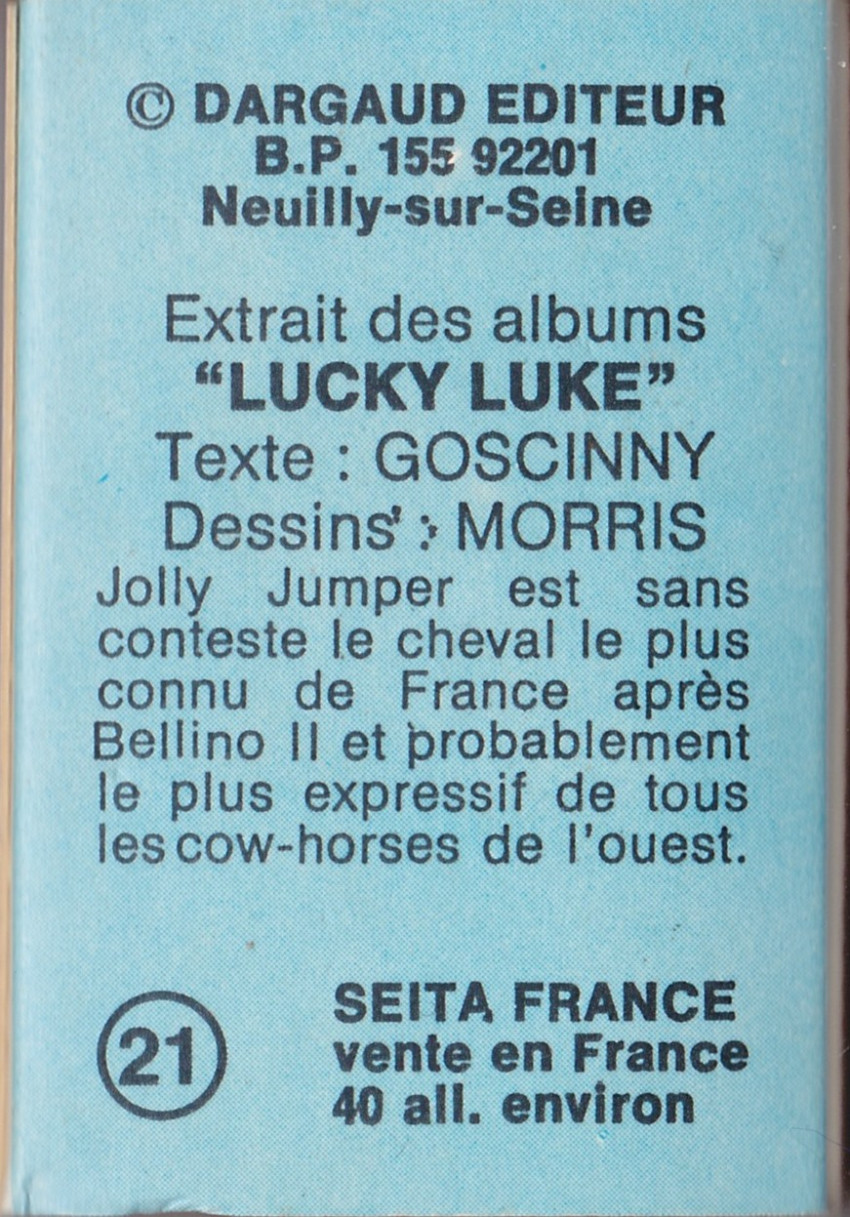 © DARGAUD EDITEUR
B.P. 155 92201
Neuilly-sur-Seine
Extrait des albums
“LUCKY LUKE”
Texte : GOSCINNY
Dessins : MORRIS
Jolly Jumper est sans
conteste le cheval le plus
connu de France après
Bellino II et probablement
le plus expressif de tous
les cow-horses de l'ouest.
21
SEITA FRANCE
vente en France
40 all. environ